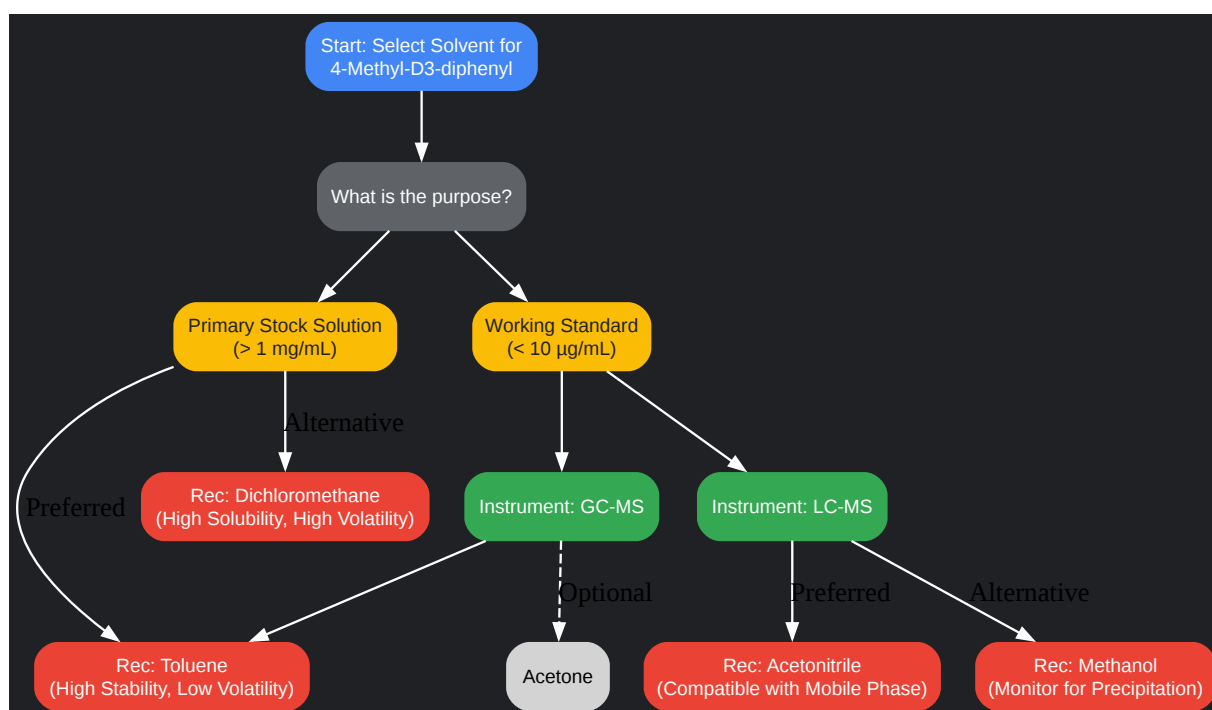 Start: Select Solvent for
4-Methyl-D3-diphenyl
What is the purpose?
Primary Stock Solution
(> 1 mg/mL)
Working Standard
(< 10 µg/mL)
Alternative
Preferred
Rec: Dichloromethane
(High Solubility, High Volatility)
Instrument: GC-MS
Instrument: LC-MS
Optional
Preferred
Alternative
Rec: Toluene
(High Stability, Low Volatility)
Acetone
Rec: Acetonitrile
(Compatible with Mobile Phase)
Rec: Methanol
(Monitor for Precipitation)